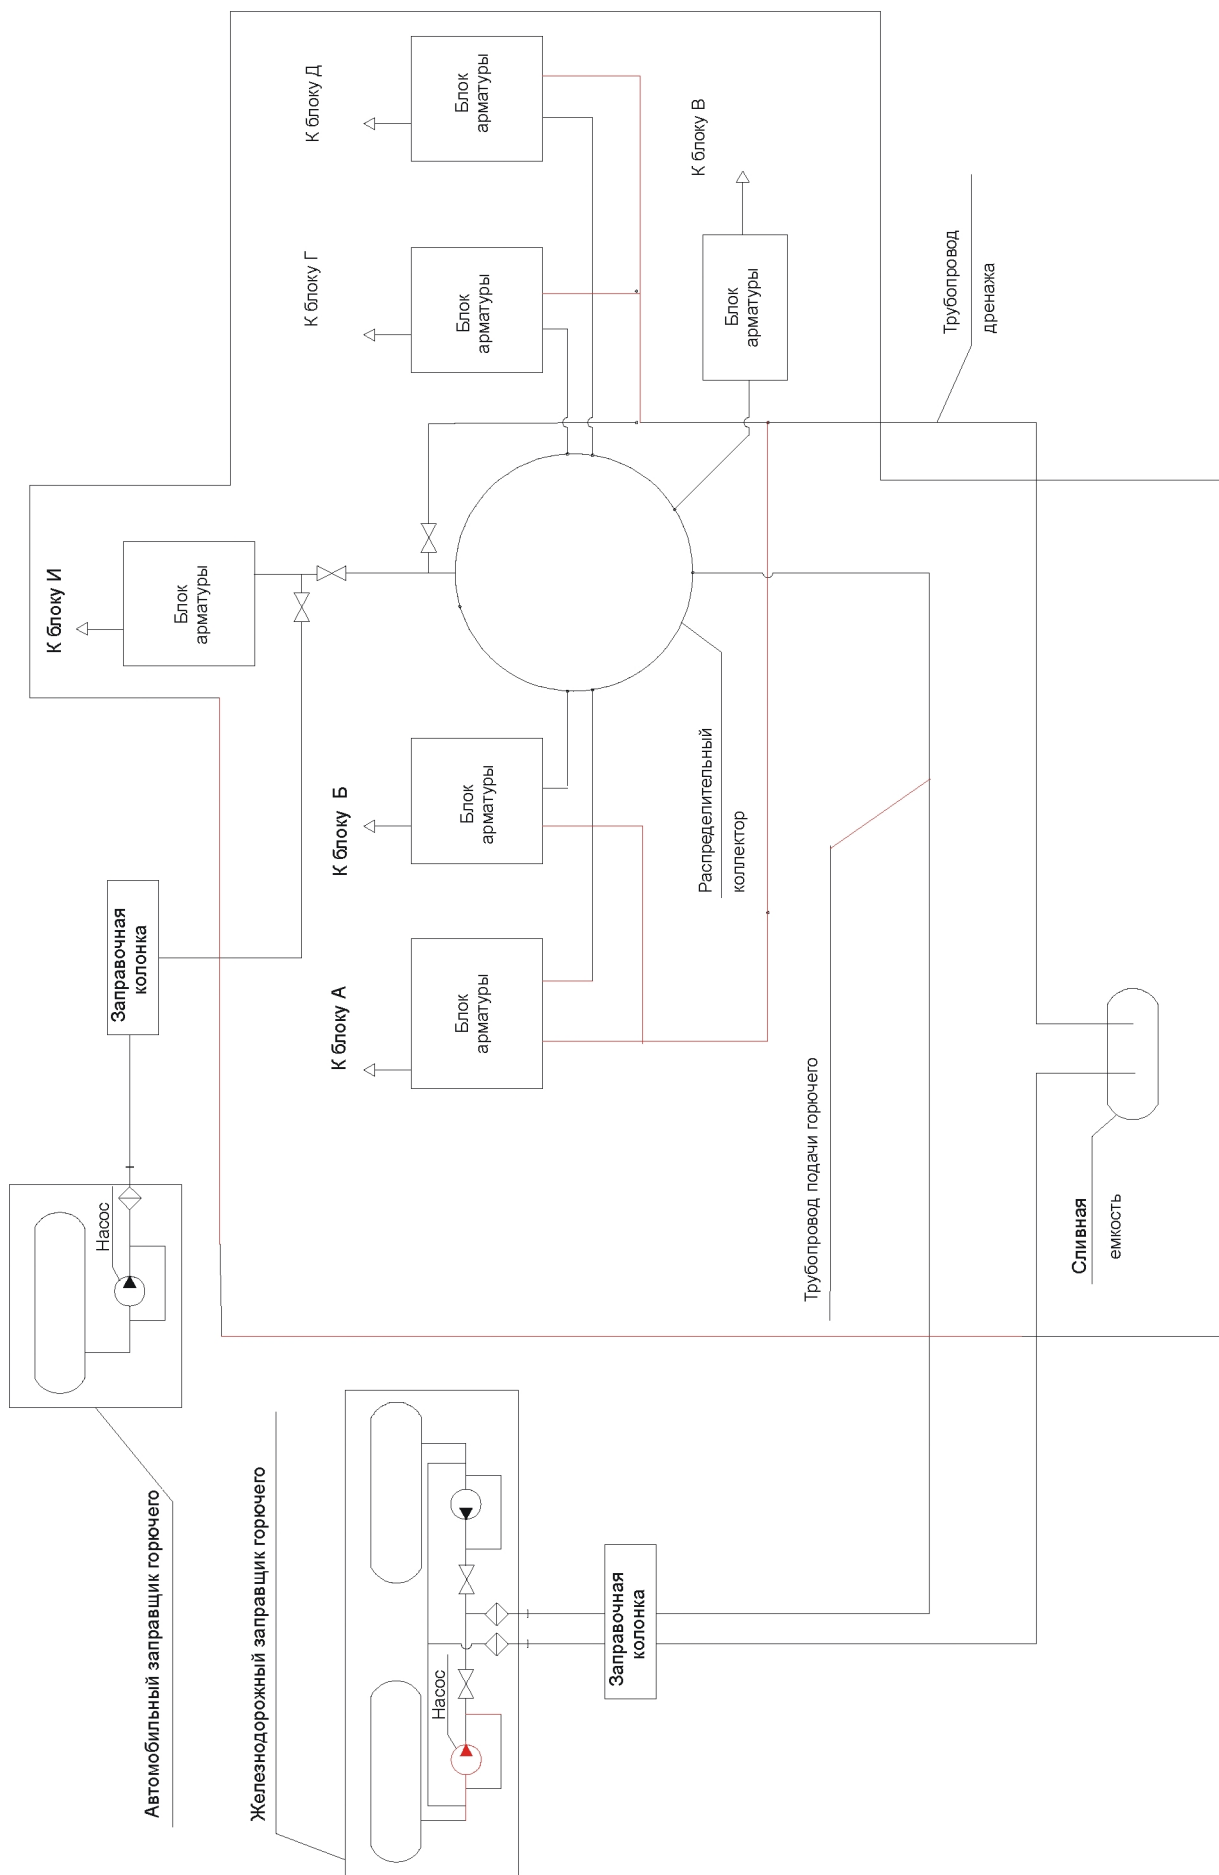 Автомобильный заправщик горючего
Насос
Заправочная
колонка
К блоку И
Блок
арматуры
Железнодорожный заправщик горючего
Насос
Заправочная
колонка
К блоку А
Блок
арматуры
К блоку Б
Блок
арматуры
К блоку Г
Блок
арматуры
К блоку Д
Блок
арматуры
Распределительный
коллектор
К блоку В
Блок
арматуры
Трубопровод подачи горючего
Трубопровод
дренажа
Сливная
емкость